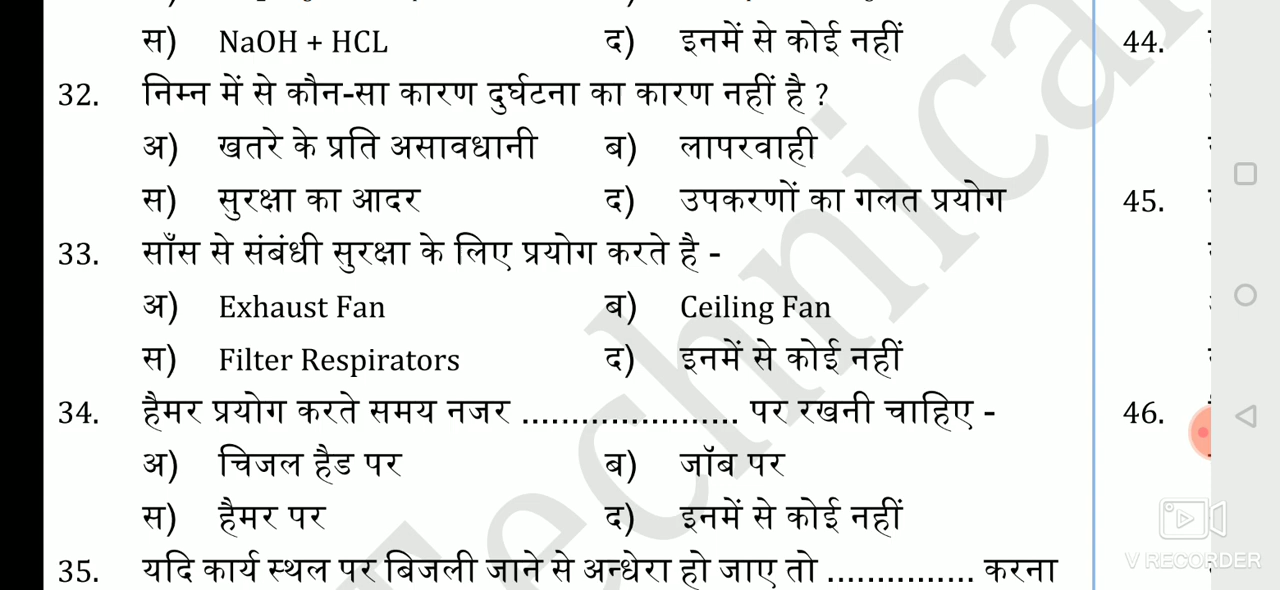 स) NaOH + HCL द) इनमें से कोई नहीं
32. निम्न में से कौन-सा कारण दुर्घटना का कारण नहीं है ?
अ) खतरे के प्रति असावधानी ब) लापरवाही
स) सुरक्षा का आदर द) उपकरणों का गलत प्रयोग
33. साँस से संबंधी सुरक्षा के लिए प्रयोग करते है -
अ) Exhaust Fan ब) Ceiling Fan
स) Filter Respirators द) इनमें से कोई नहीं
34. हैमर प्रयोग करते समय नजर ...................... पर रखनी चाहिए -
अ) चिजल हैड पर ब) जॉब पर
स) हैमर पर द) इनमें से कोई नहीं
35. यदि कार्य स्थल पर बिजली जाने से अन्धेरा हो जाए तो ............... करना
44.
45.
46.
Technical
V RECORDER